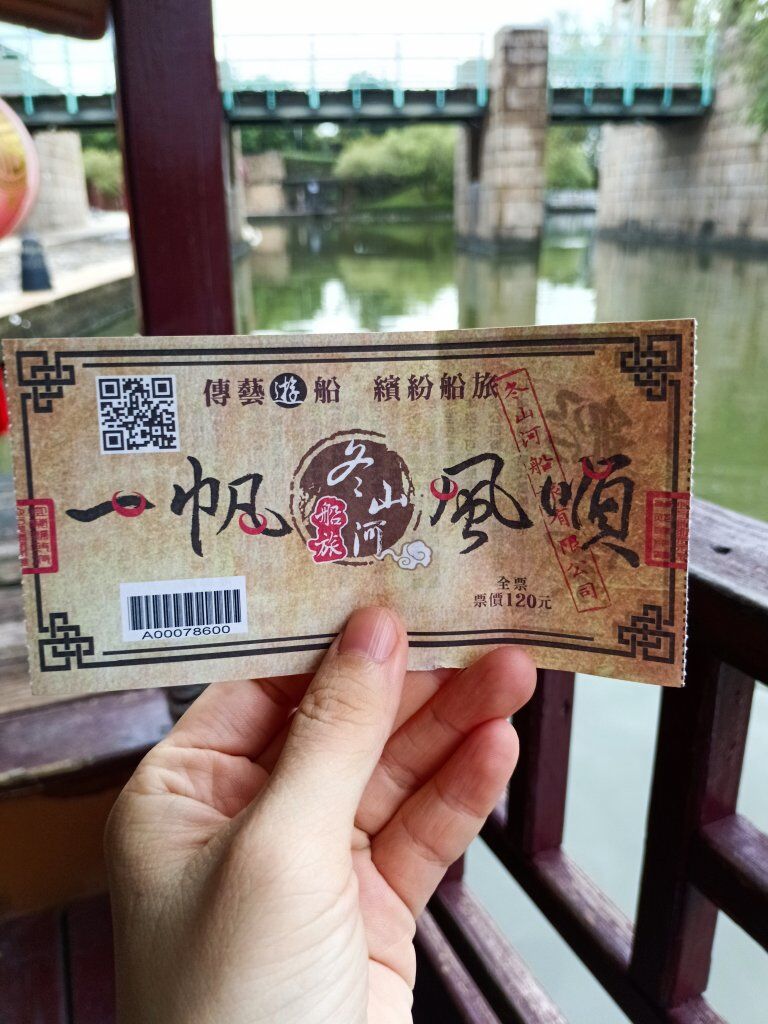 傳藝遊船 繽紛船旅
一帆風順
冬山河
船旅
冬山河船
有限公司
全票
票價120元
A00078600